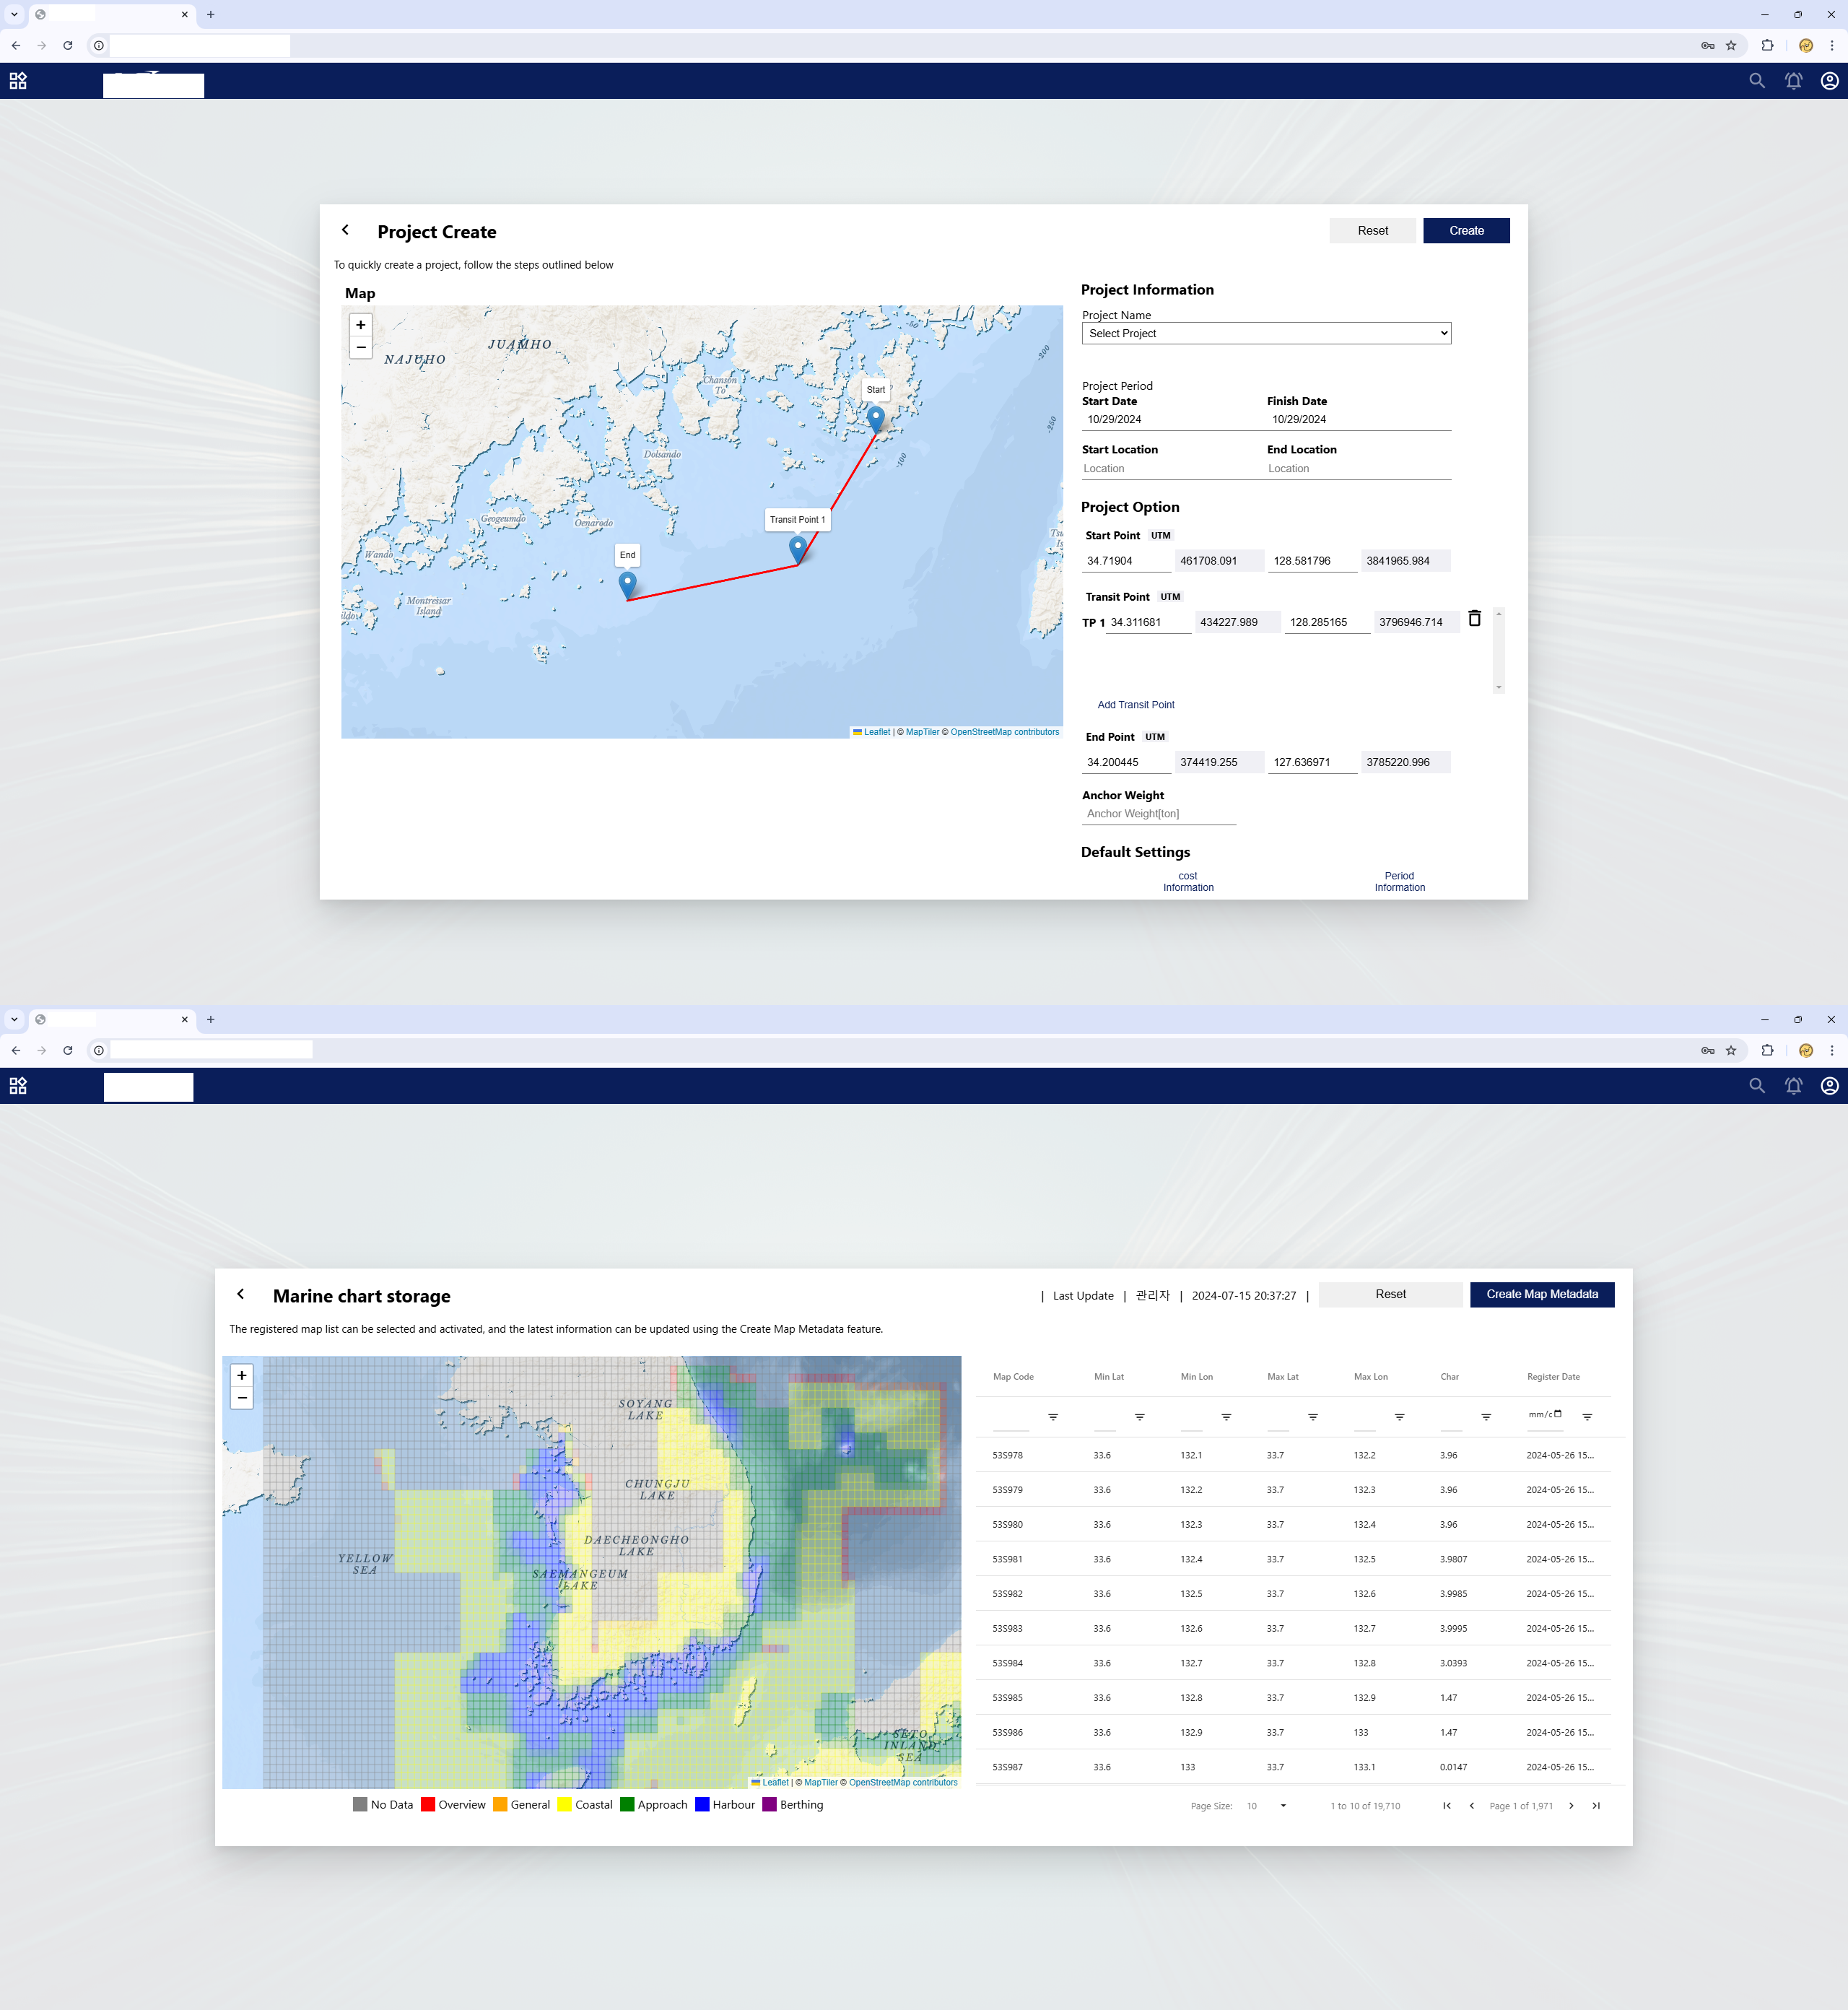 Project Create
Reset
Create
To quickly create a project, follow the steps outlined below
Map
+
−
NAJUHO
JUAMHO
Chanson
To
Start
Dolsando
Geogeumdo
Oenarodo
Wando
Montressar
Island
Transit Point 1
End
-50
-200
-250
-100
Leaflet | © MapTiler © OpenStreetMap contributors
Project Information
Project Name
Select Project
Project Period
Start Date Finish Date
10/29/2024 10/29/2024
Start Location End Location
Location Location
Project Option
Start Point UTM
34.71904 461708.091 128.581796 3841965.984
Transit Point UTM
TP 1 34.311681 434227.989 128.285165 3796946.714
Add Transit Point
End Point UTM
34.200445 374419.255 127.636971 3785220.996
Anchor Weight
Anchor Weight[ton]
Default Settings
cost
Information
Period
Information
Marine chart storage
| Last Update | 관리자 | 2024-07-15 20:37:27 |
Reset
Create Map Metadata
The registered map list can be selected and activated, and the latest information can be updated using the Create Map Metadata feature.
+
−
SOYANG
LAKE
CHUNGJU
LAKE
DAECHEONGHO
LAKE
YELLOW
SEA
SAEMANGEUM
LAKE
SETO
INLAND
SEA
Leaflet | © MapTiler © OpenStreetMap contributors
No Data Overview General Coastal Approach Harbour Berthing
Map Code Min Lat Min Lon Max Lat Max Lon Char Register Date
mm/d
53S978 33.6 132.1 33.7 132.2 3.96 2024-05-26 15...
53S979 33.6 132.2 33.7 132.3 3.96 2024-05-26 15...
53S980 33.6 132.3 33.7 132.4 3.96 2024-05-26 15...
53S981 33.6 132.4 33.7 132.5 3.9807 2024-05-26 15...
53S982 33.6 132.5 33.7 132.6 3.9985 2024-05-26 15...
53S983 33.6 132.6 33.7 132.7 3.9995 2024-05-26 15...
53S984 33.6 132.7 33.7 132.8 3.0393 2024-05-26 15...
53S985 33.6 132.8 33.7 132.9 1.47 2024-05-26 15...
53S986 33.6 132.9 33.7 133 1.47 2024-05-26 15...
53S987 33.6 133 33.7 133.1 0.0147 2024-05-26 15...
Page Size: 10 1 to 10 of 19,710 Page 1 of 1,971